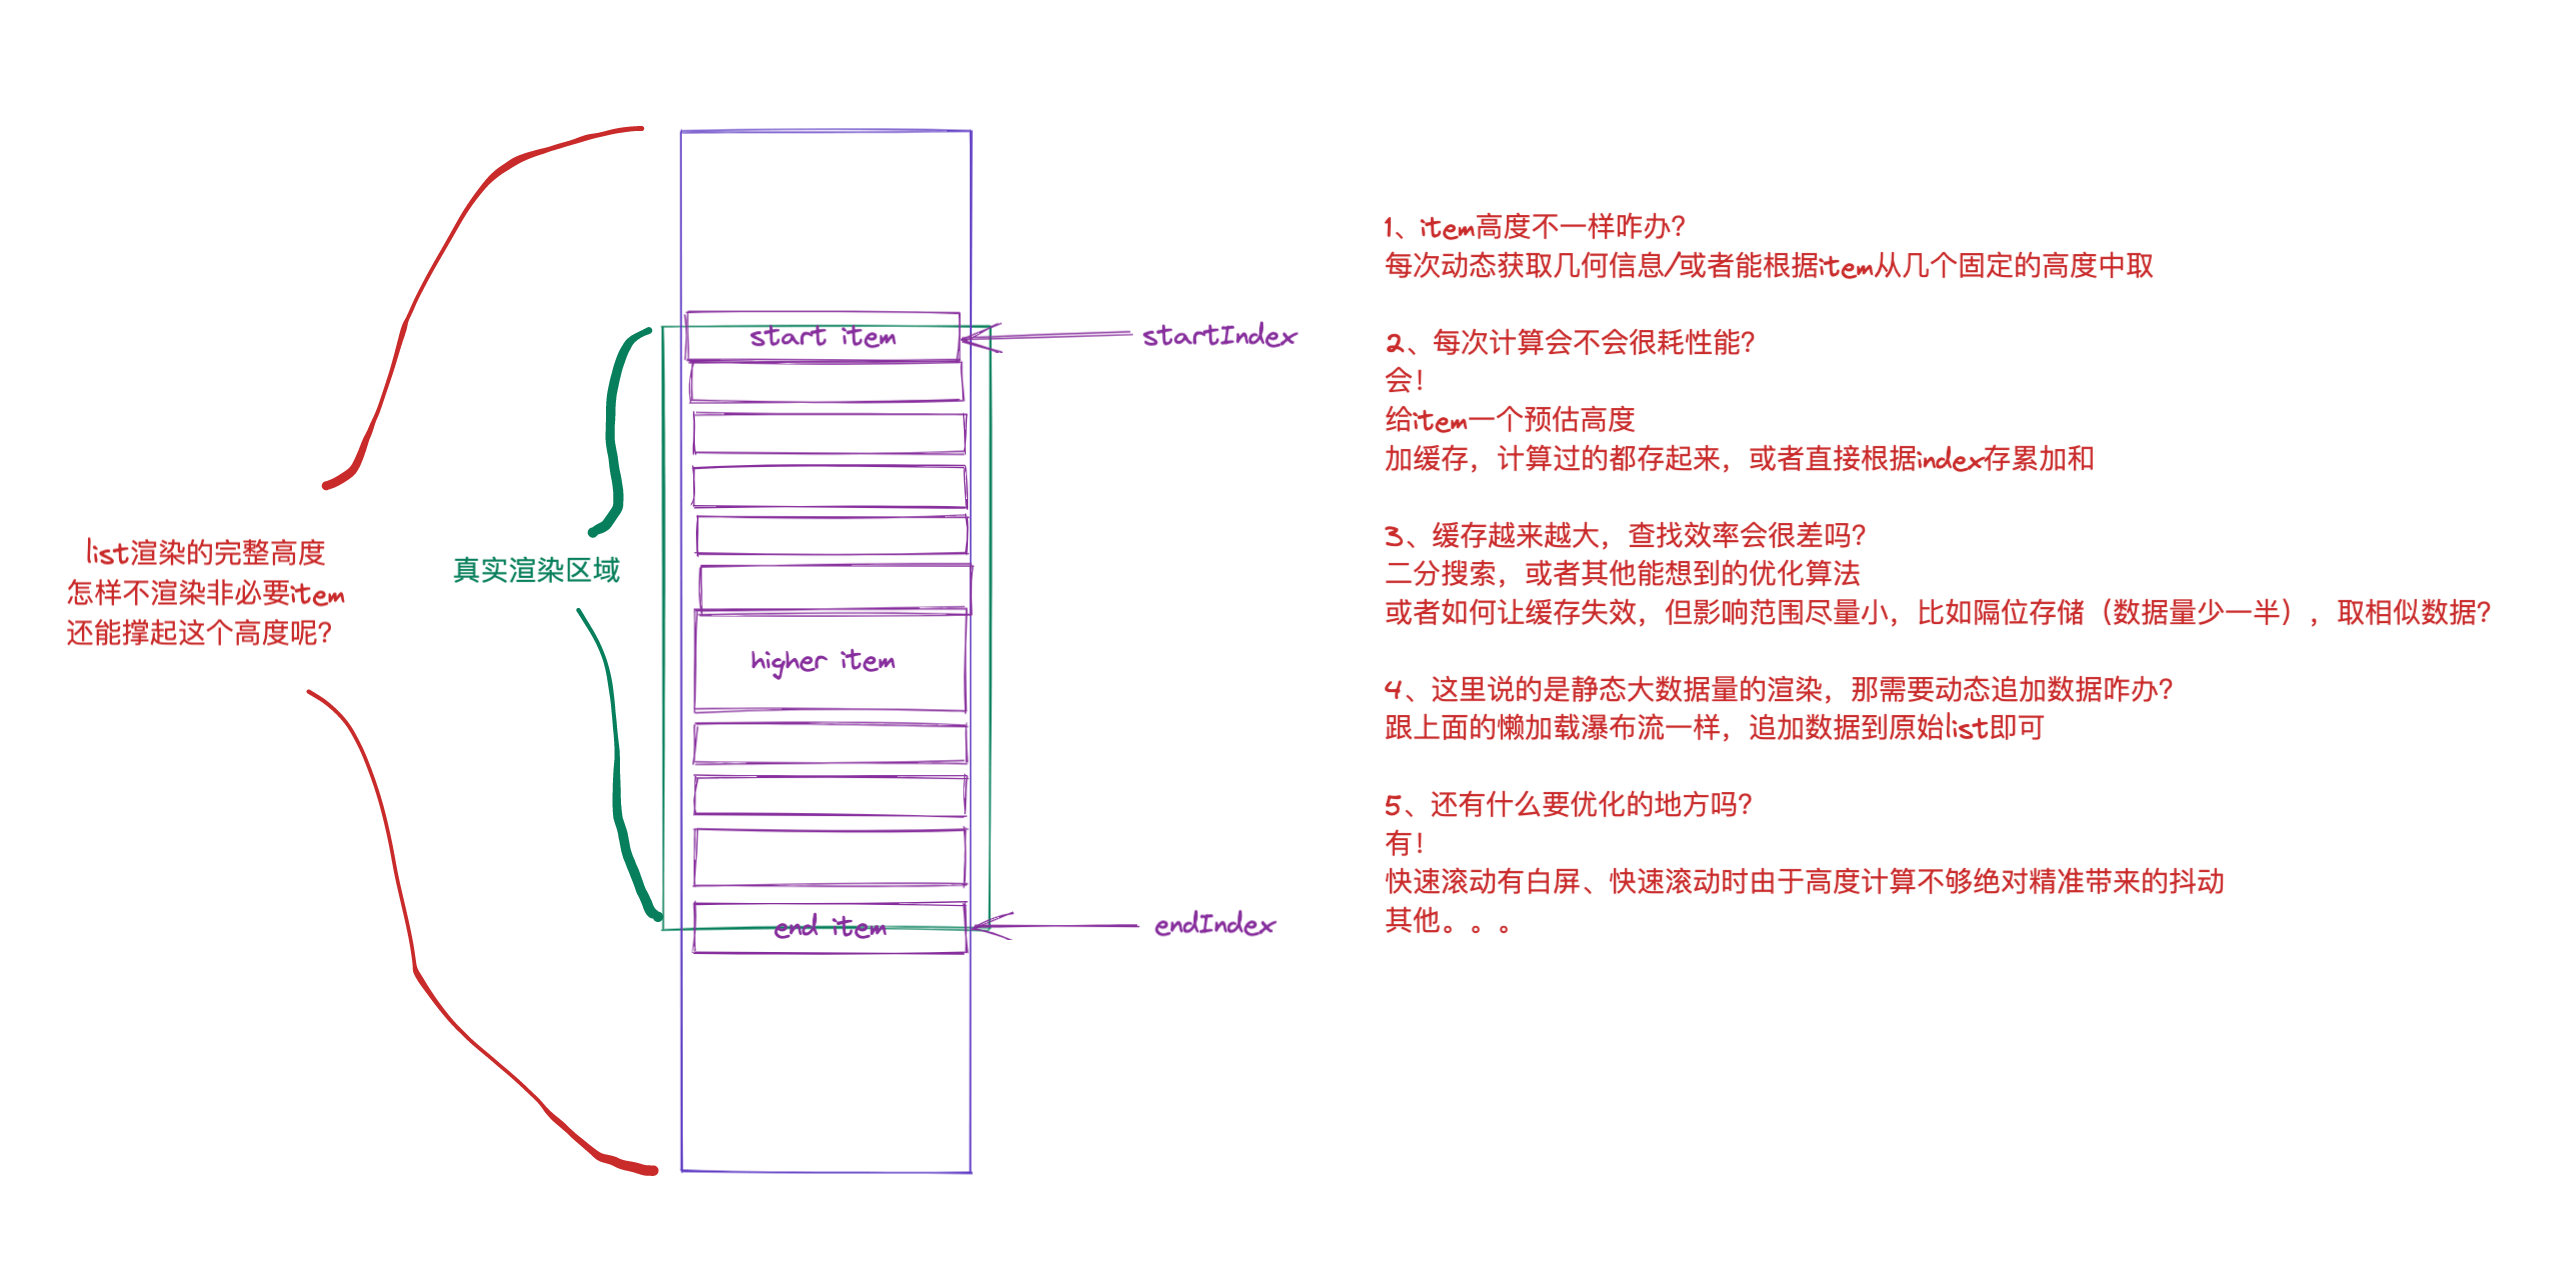 list渲染的完整高度
怎样不渲染非必要item
还能撑起这个高度呢?
真实渲染区域
start item
startIndex
higher item
end item
endIndex
1、item高度不一样咋办?
每次动态获取几何信息/或者能根据item从几个固定的高度中取
2、每次计算会不会很耗性能?
会!
给item一个预估高度
加缓存，计算过的都存起来，或者直接根据index存累加和
3、缓存越来越大，查找效率会很差吗?
二分搜索，或者其他能想到的优化算法
或者如何让缓存失效，但影响范围尽量小，比如隔位存储（数据量少一半），取相似数据?
4、这里说的是静态大数据量的渲染，那需要动态追加数据咋办?
跟上面的懒加载瀑布流一样，追加数据到原始list即可
5、还有什么要优化的地方吗?
有!
快速滚动有白屏、快速滚动时由于高度计算不够绝对精准带来的抖动
其他。。。